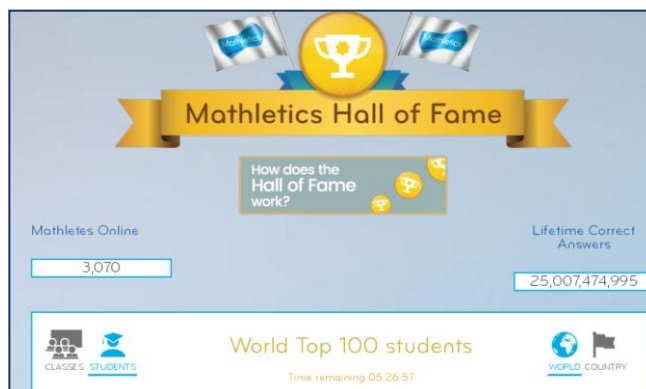 Mathletics
Mathletics
Mathletics Hall of Fame
How does the
Hall of Fame
work?
Mathletes Online
3,070
Lifetime Correct
Answers
25,007,474,995
CLASSES STUDENTS
World Top 100 students
WORLD COUNTRY
Time remaining 05:26:57